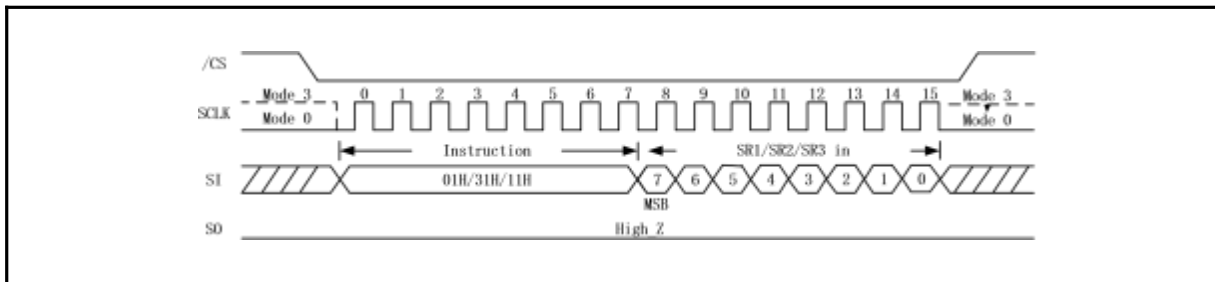 /CS
Mode 3 0 1 2 3 4 5 6 7 8 9 10 11 12 13 14 15 Mode 3
SCLK
Mode 0 Mode 0
Instruction SR1/SR2/SR3 in
SI 01H/31H/11H 7 6 5 4 3 2 1 0
MSB
SO High_Z